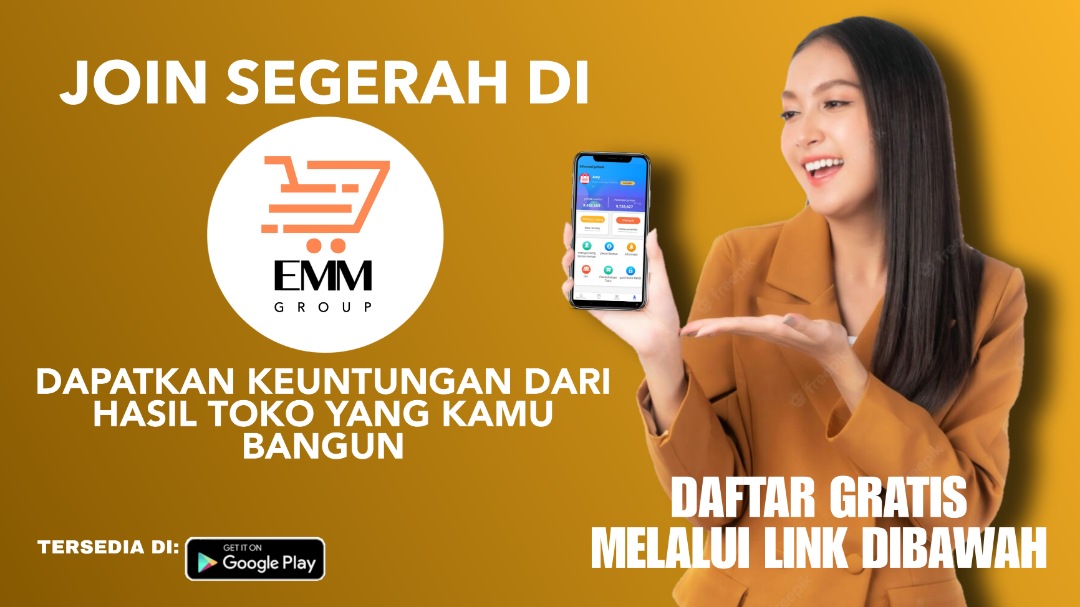 JOIN SEGERAH DI
EMM
GROUP
DAPATKAN KEUNTUNGAN DARI
HASIL TOKO YANG KAMU
BANGUN
DAFTAR GRATIS
MELALUI LINK DIBAWAH
TERSEDIA DI:
GET IT ON
Google Play